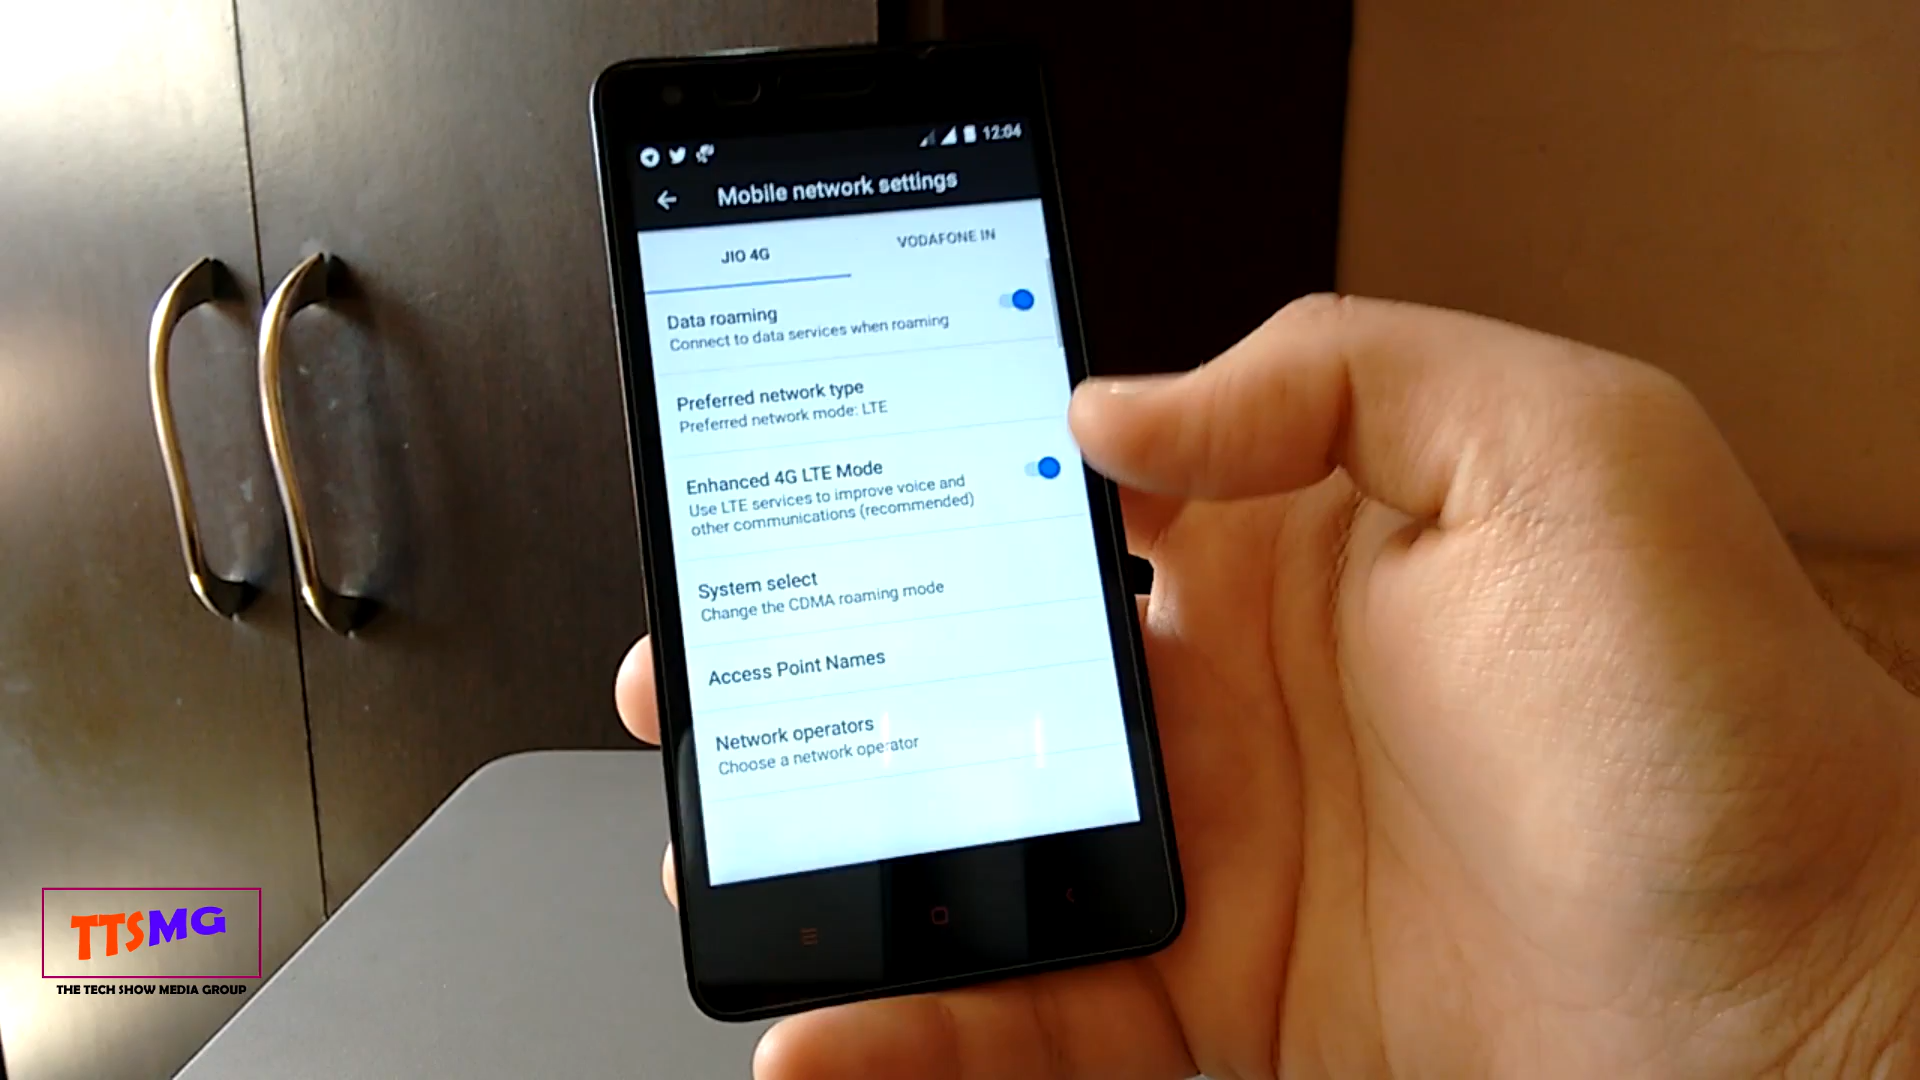 12:04
Mobile network settings
JIO 4G
VODAFONE IN
Data roaming
Connect to data services when roaming
Preferred network type
Preferred network mode: LTE
Enhanced 4G LTE Mode
Use LTE services to improve voice and
other communications (recommended)
System select
Change the CDMA roaming mode
Access Point Names
Network operators
Choose a network operator
TTSMG
THE TECH SHOW MEDIA GROUP